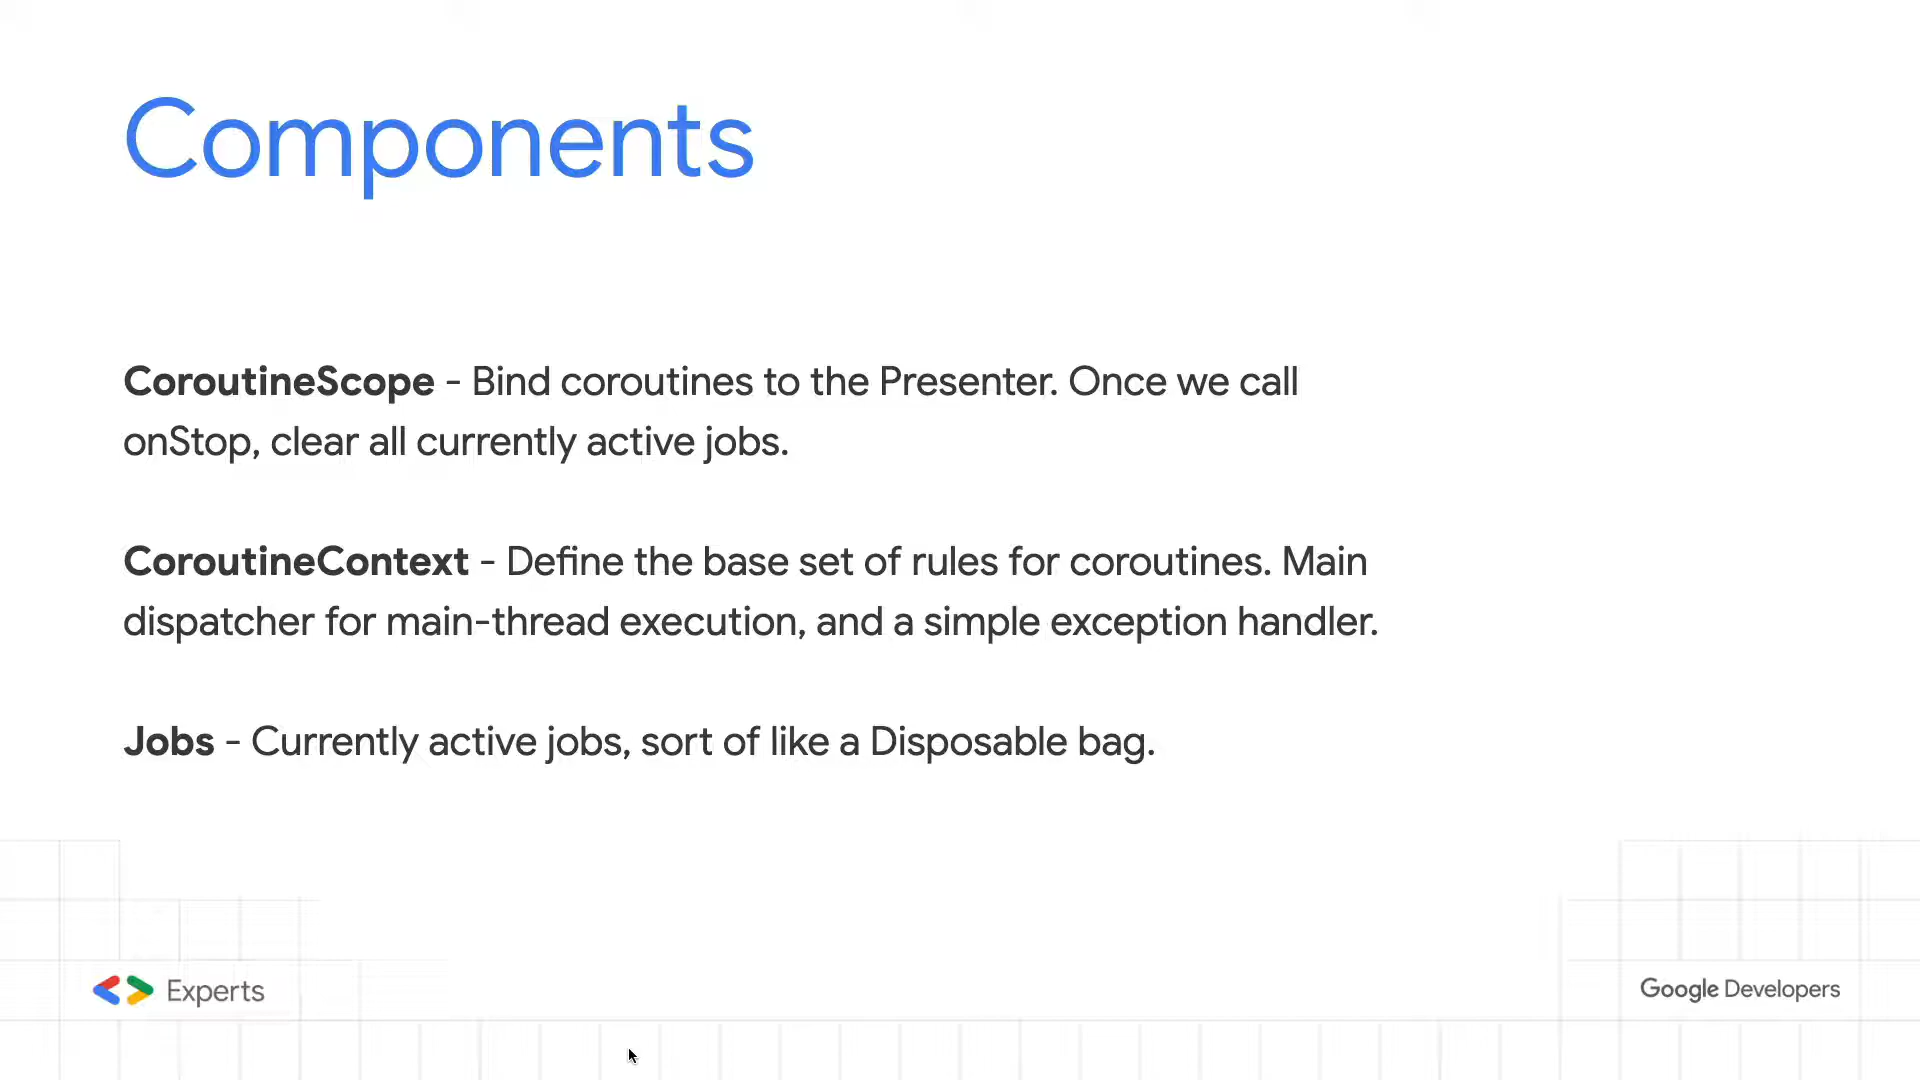 Components
CoroutineScope - Bind coroutines to the Presenter. Once we call
onStop, clear all currently active jobs.
CoroutineContext - Define the base set of rules for coroutines. Main
dispatcher for main-thread execution, and a simple exception handler.
Jobs - Currently active jobs, sort of like a Disposable bag.
Experts
Google Developers